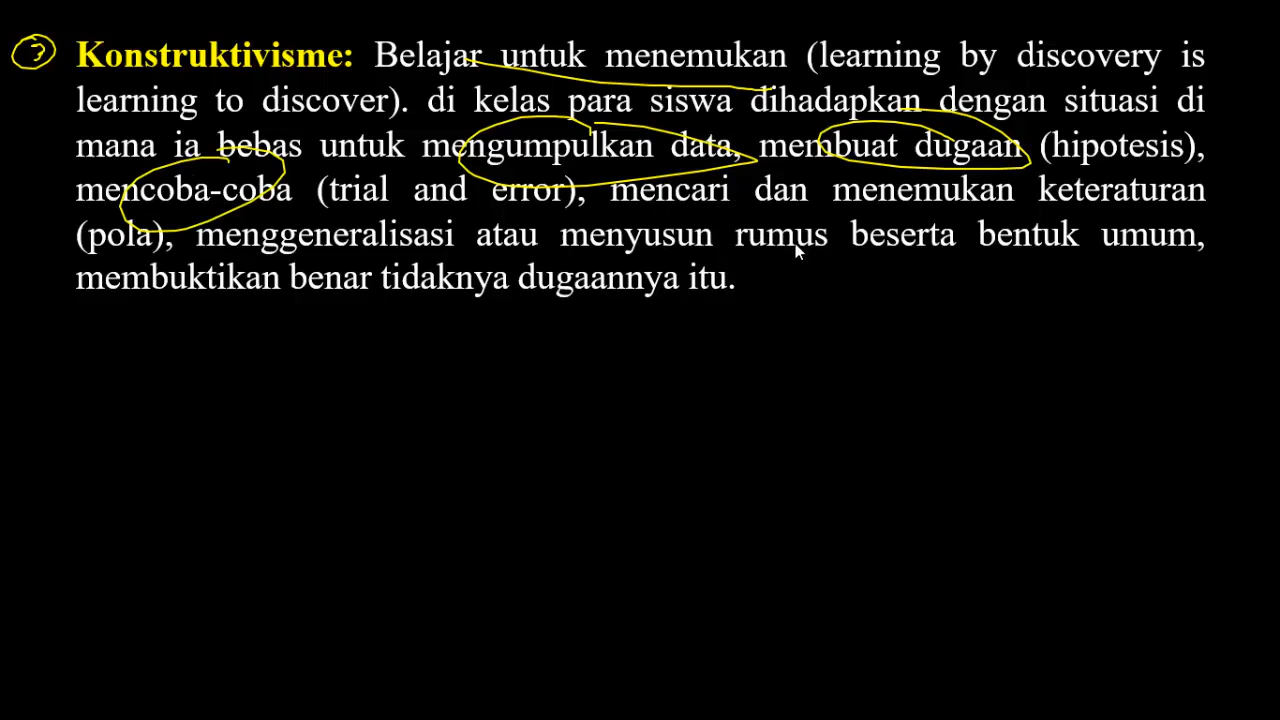 ③ Konstruktivisme: Belajar untuk menemukan (learning by discovery is
learning to discover). di kelas para siswa dihadapkan dengan situasi di
mana ia bebas untuk mengumpulkan data, membuat dugaan (hipotesis),
mencoba-coba (trial and error), mencari dan menemukan keteraturan
(pola), menggeneralisasi atau menyusun rumus beserta bentuk umum,
membuktikan benar tidaknya dugaannya itu.